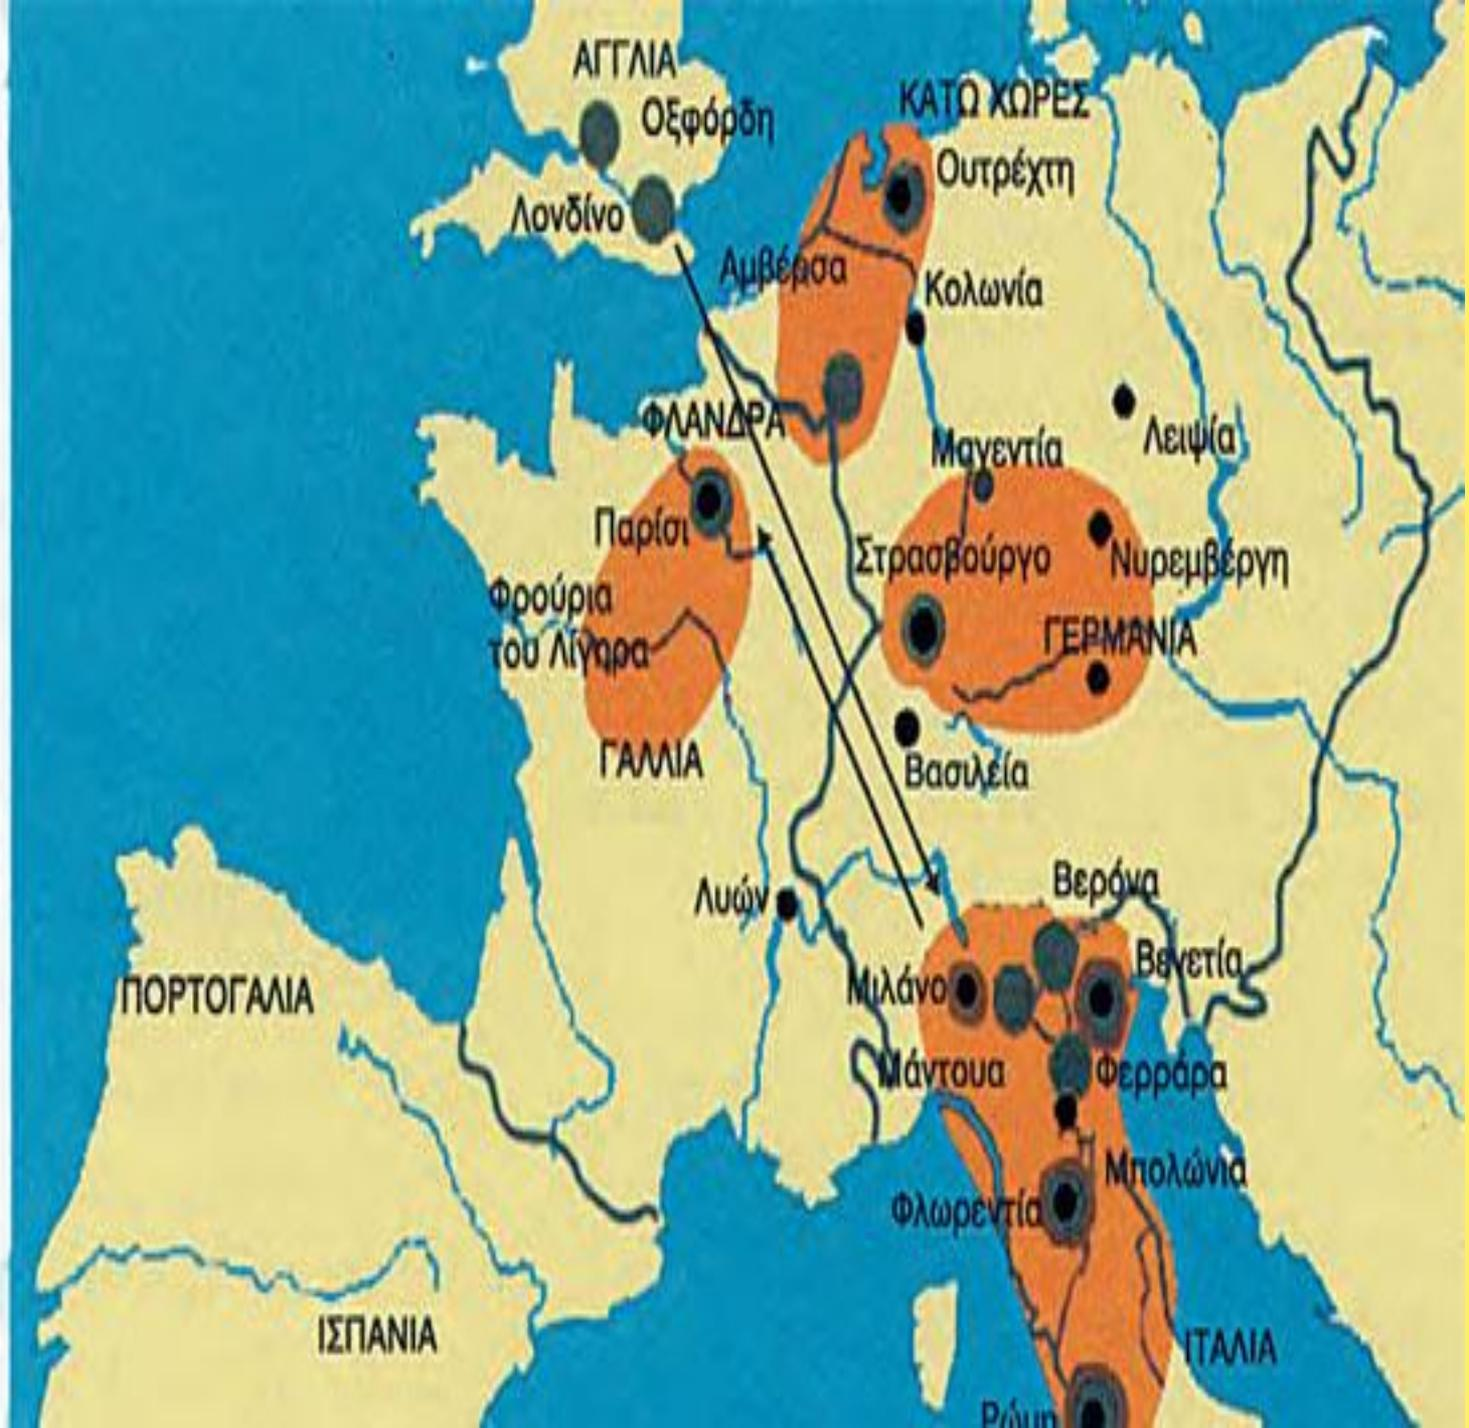 ΑΓΓΛΙΑ
Οξφόρδη
ΚΑΤΩ ΧΩΡΕΣ
Ουτρέχτη
Λονδίνο
Αμβέρσα
Κολωνία
ΦΛΑΝΔΡΑ
Μαγεντία
Λειψία
Παρίσι
Στρασβούργο
Νυρεμβέργη
Φρούρια
του Λίγηρα
ΓΕΡΜΑΝΙΑ
ΓΑΛΛΙΑ
Βασιλεία
Λυών
Βερόνα
Βενετία
ΠΟΡΤΟΓΑΛΙΑ
Μιλάνο
Μάντουα
Φερράρα
Μπολώνια
Φλωρεντία
ΙΣΠΑΝΙΑ
ΙΤΑΛΙΑ
Ρώμη